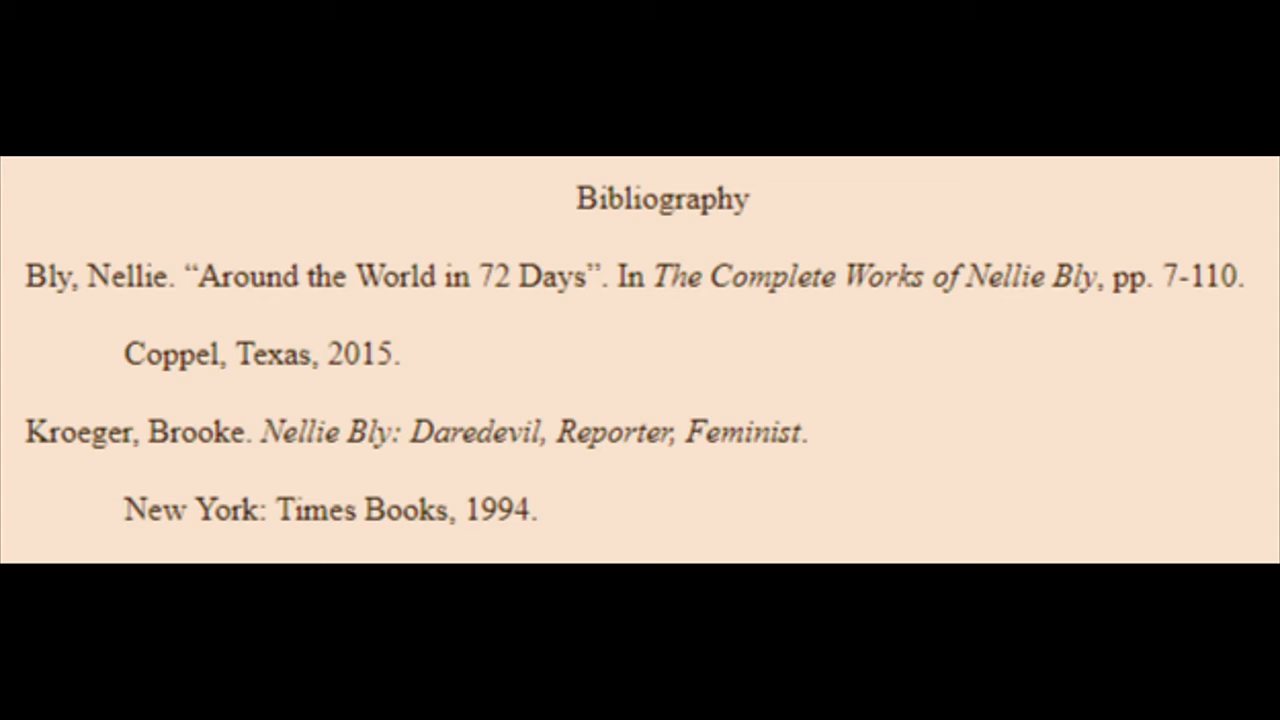 Bibliography
Bly, Nellie. “Around the World in 72 Days”. In The Complete Works of Nellie Bly, pp. 7-110.
Coppel, Texas, 2015.
Kroeger, Brooke. Nellie Bly: Daredevil, Reporter, Feminist.
New York: Times Books, 1994.